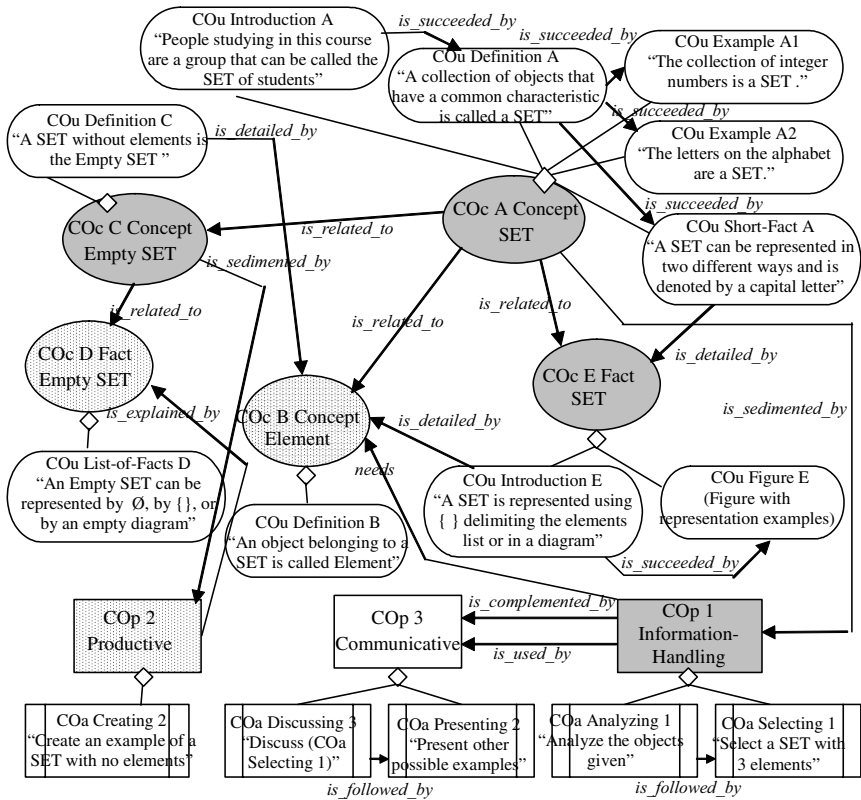 COu Introduction A
“People studying in this course
are a group that can be called the
SET of students”
is_succeeded_by
is_succeeded_by
COu Definition A
“A collection of objects that
have a common characteristic
is called a SET”
COu Example A1
“The collection of integer
numbers is a SET .”
is_succeeded_by
COu Example A2
“The letters on the alphabet
are a SET.”
COu Definition C
“A SET without elements is
the Empty SET ”
is_detailed_by
COc C Concept
Empty SET
is_related_to
COc A Concept
SET
is_succeeded_by
COu Short-Fact A
“A SET can be represented in
two different ways and is
denoted by a capital letter”
is_sedimented_by
is_related_to
is_related_to
is_related_to
COc D Fact
Empty SET
COc E Fact
SET
is_detailed_by
is_explained_by
COc B Concept
Element
is_detailed_by
is_sedimented_by
needs
COu List-of-Facts D
“An Empty SET can be
represented by Ø, by {}, or
by an empty diagram”
COu Definition B
“An object belonging to a
SET is called Element”
COu Introduction E
“A SET is represented using
{ } delimiting the elements
list or in a diagram”
COu Figure E
(Figure with
representation examples)
is_succeeded_by
COp 2
Productive
COp 3
Communicative
is_complemented_by
is_used_by
COp 1
Information-
Handling
COa Creating 2
“Create an example of a
SET with no elements”
COa Discussing 3
“Discuss (COa
Selecting 1)”
COa Presenting 2
“Present other
possible examples”
is_followed_by
COa Analyzing 1
“Analyze the objects
given”
COa Selecting 1
“Select a SET with
3 elements”
is_followed_by